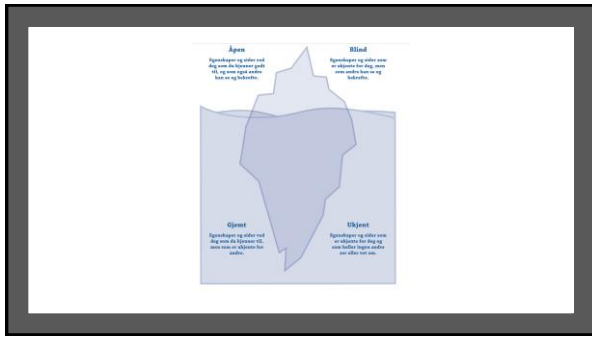 Åpen
Egenskaper og sider ved
deg som du kjenner godt
til, og som også andre
kan se og bekrefte.
Blind
Egenskaper og sider som
er ukjente for deg, men
som andre kan se og
bekrefte.
Gjemt
Egenskaper og sider ved
deg som du kjenner til,
men som er ukjente for
andre.
Ukjent
Egenskaper og sider som
er ukjente for deg og
som heller ingen andre
ser eller vet om.